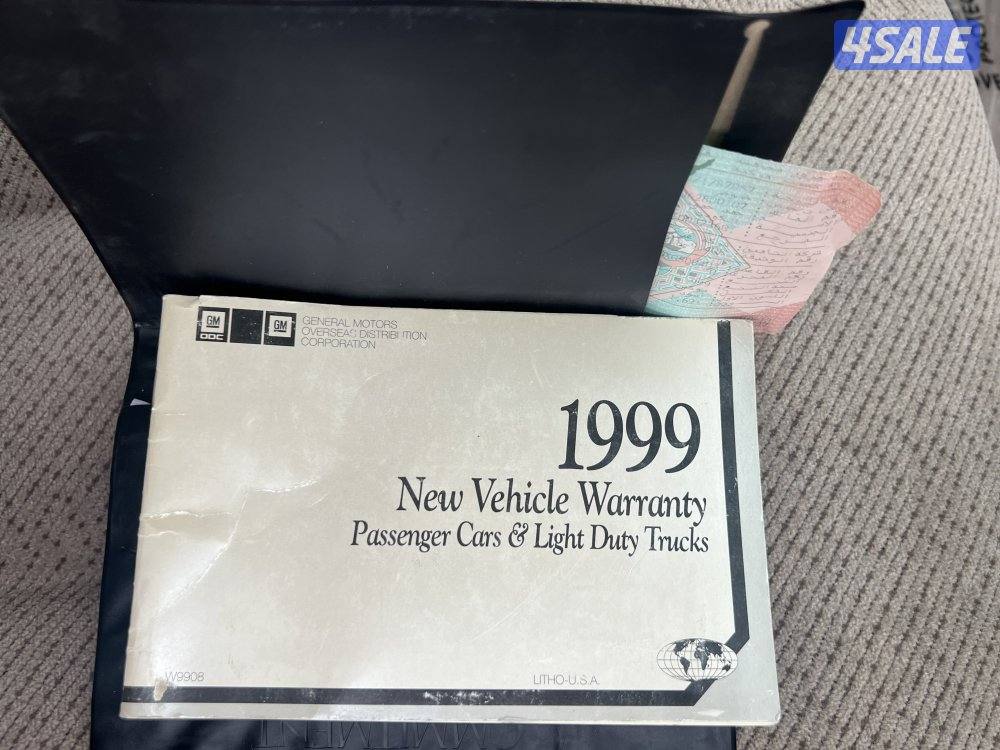 4SALE
GM
ODC
GM
GENERAL MOTORS
OVERSEAS DISTRIBUTION
CORPORATION
1999
New Vehicle Warranty
Passenger Cars & Light Duty Trucks
W9908
LITHO-U.S.A.